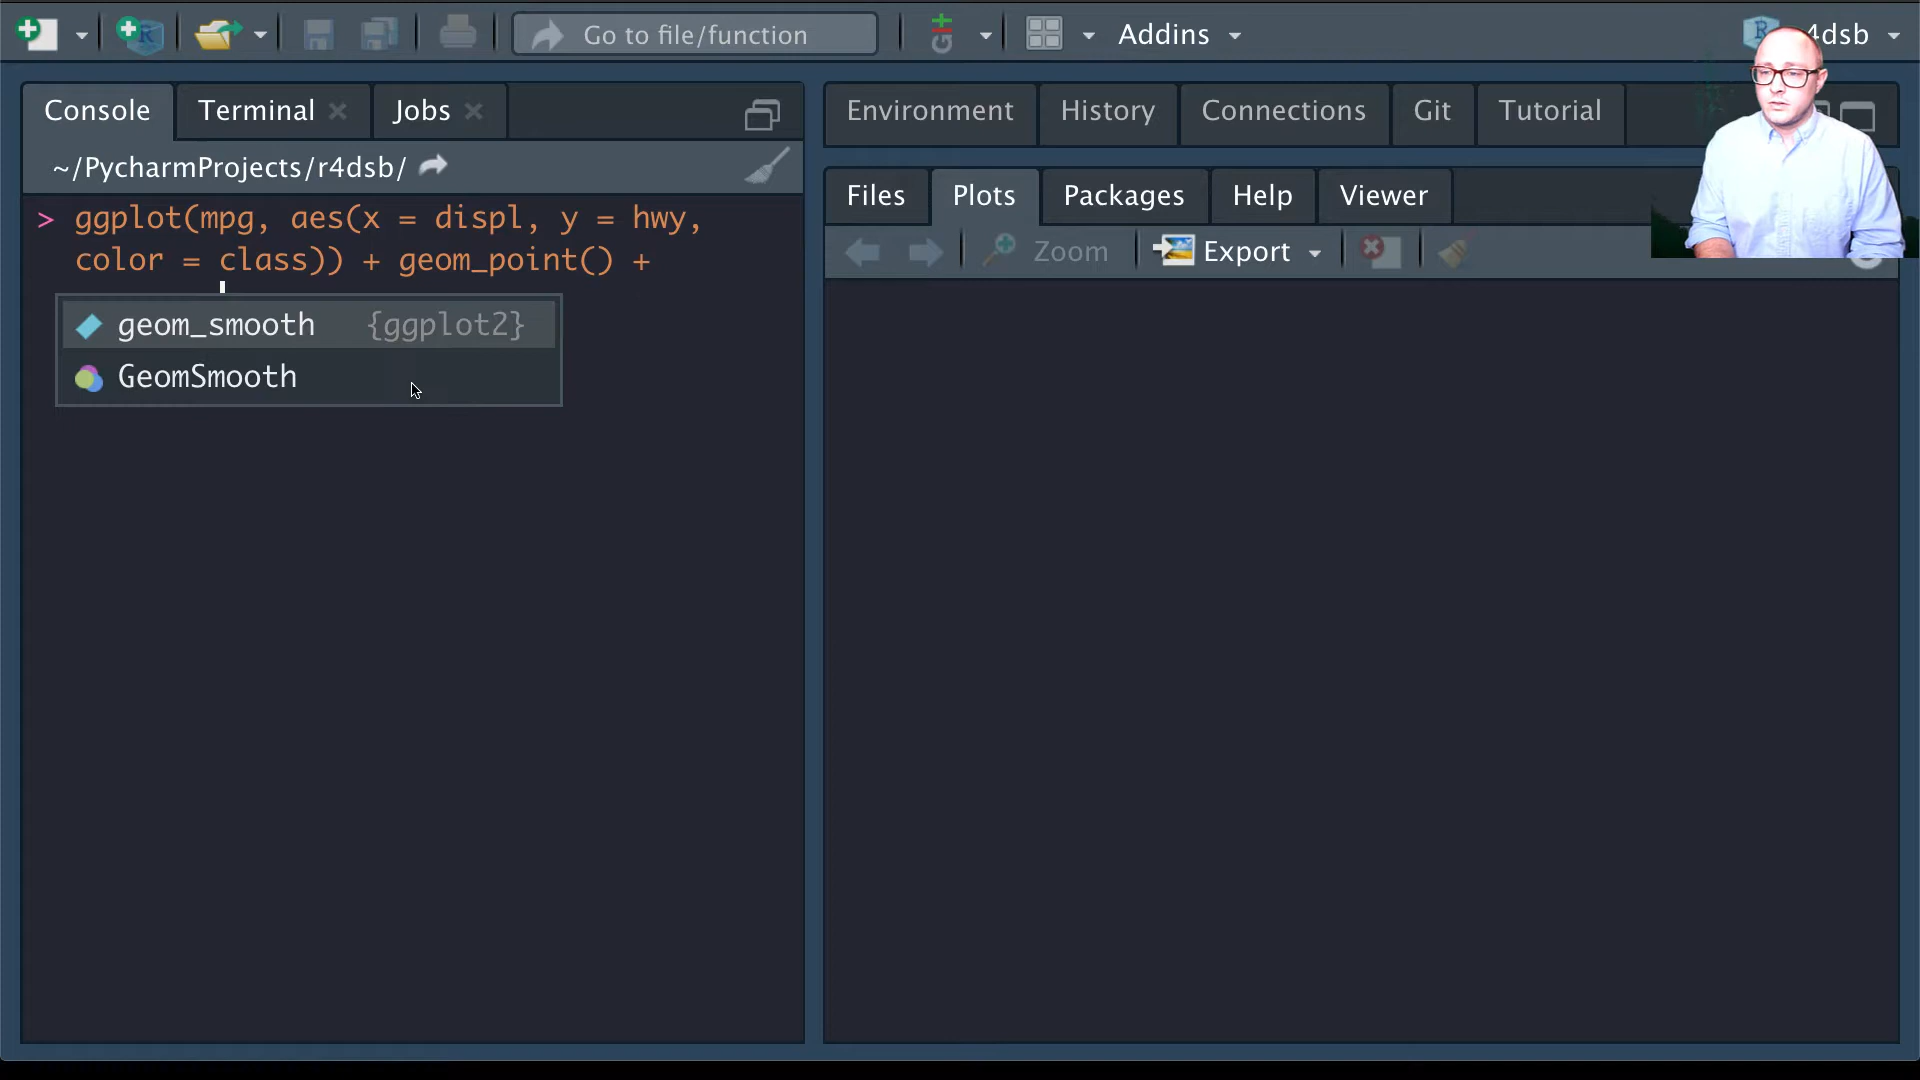 Go to file/function
Addins
4dsb
Console
Terminal
Jobs
Environment
History
Connections
Git
Tutorial
~/PycharmProjects/r4dsb/
Files
Plots
Packages
Help
Viewer
Zoom
Export
> ggplot(mpg, aes(x = displ, y = hwy,
color = class)) + geom_point() +
geom_smooth {ggplot2}
GeomSmooth